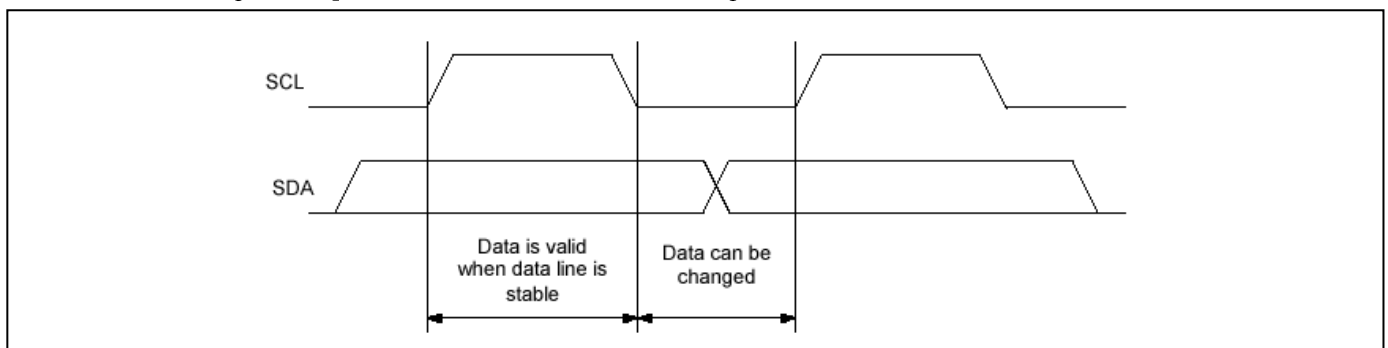 SCL
SDA
Data is valid
when data line is
stable
Data can be
changed